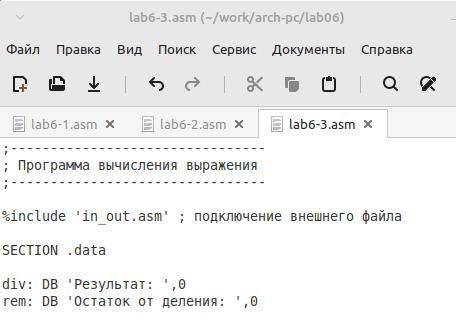 lab6-3.asm (~/work/arch-pc/lab06)
Файл Правка Вид Поиск Сервис Документы Справка
lab6-1.asm lab6-2.asm lab6-3.asm
;--------------------------------
; Программа вычисления выражения
;--------------------------------
%include 'in_out.asm' ; подключение внешнего файла
SECTION .data
div: DB 'Результат: ',0
rem: DB 'Остаток от деления: ',0